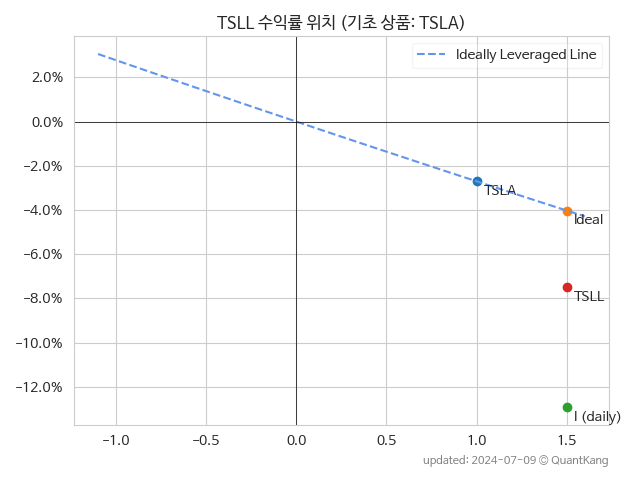 TSLL 수익률 위치 (기초 상품: TSLA)
Ideally Leveraged Line
2.0%
0.0%
−2.0%
−4.0%
−6.0%
−8.0%
−10.0%
−12.0%
TSLA
Ideal
TSLL
I (daily)
−1.0 −0.5 0.0 0.5 1.0 1.5
updated: 2024-07-09 © QuantKang